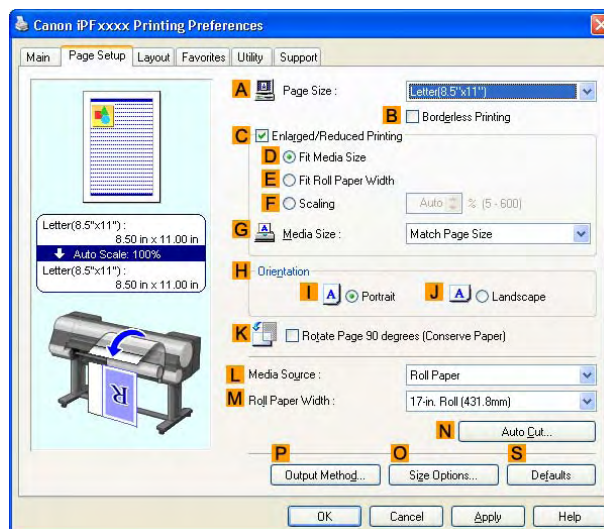 Canon iPFxxxx Printing Preferences
Main Page Setup Layout Favorites Utility Support
A Page Size : Letter(8.5"x11")
B Borderless Printing
C Enlarged/Reduced Printing
D Fit Media Size
E Fit Roll Paper Width
F Scaling Auto % (5 - 600)
G Media Size : Match Page Size
Letter(8.5"x11") :
8.50 in x 11.00 in
Auto Scale: 100%
Letter(8.5"x11") :
8.50 in x 11.00 in
H Orientation
I A Portrait J A Landscape
K Rotate Page 90 degrees (Conserve Paper)
R
L Media Source : Roll Paper
M Roll Paper Width : 17-in. Roll (431.8mm)
N Auto Cut...
P O S
Output Method... Size Options... Defaults
OK Cancel Apply Help